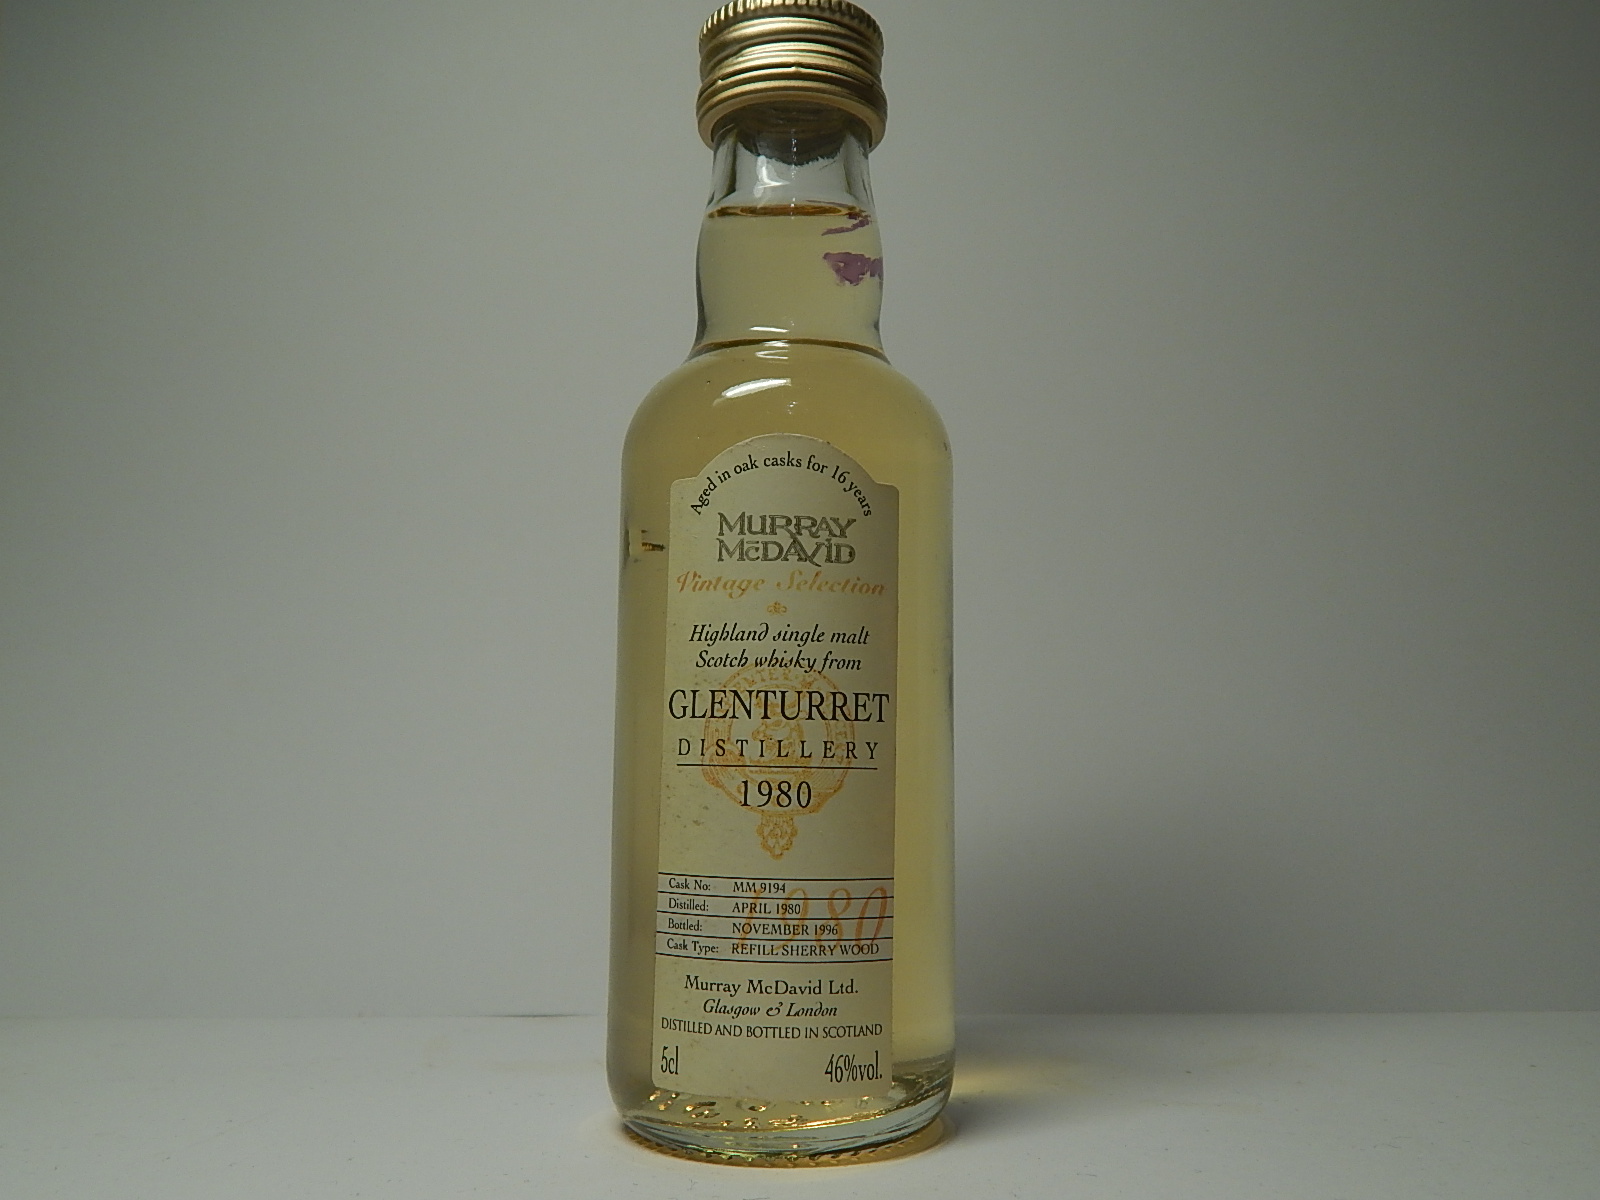 Aged in oak casks for 16 years
MURRAY
McDAVID
Vintage Selection
Highland single malt
Scotch whisky from
GLENTURRET
DISTILLERY
1980
Cask No: MM 9194
Distilled: APRIL 1980
Bottled: NOVEMBER 1996
Cask Type: REFILL SHERRY WOOD
1980
Murray McDavid Ltd.
Glasgow & London
DISTILLED AND BOTTLED IN SCOTLAND
5cl 46%vol.